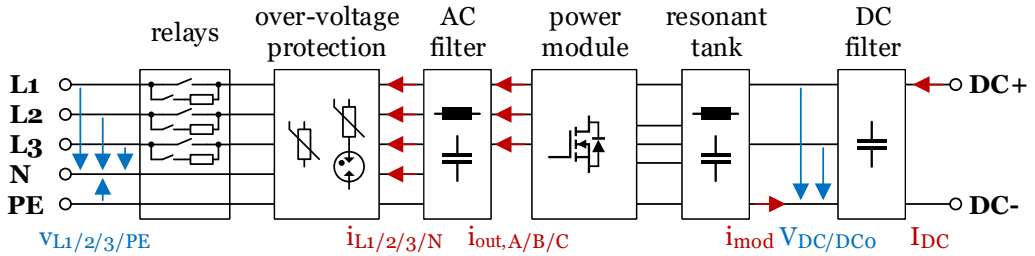 relays
over-voltage
protection
AC
filter
power
module
resonant
tank
DC
filter
L1
L2
L3
N
PE
DC+
DC-
vL1/2/3/PE
iL1/2/3/N
iout,A/B/C
imod
VDC/DC0
IDC